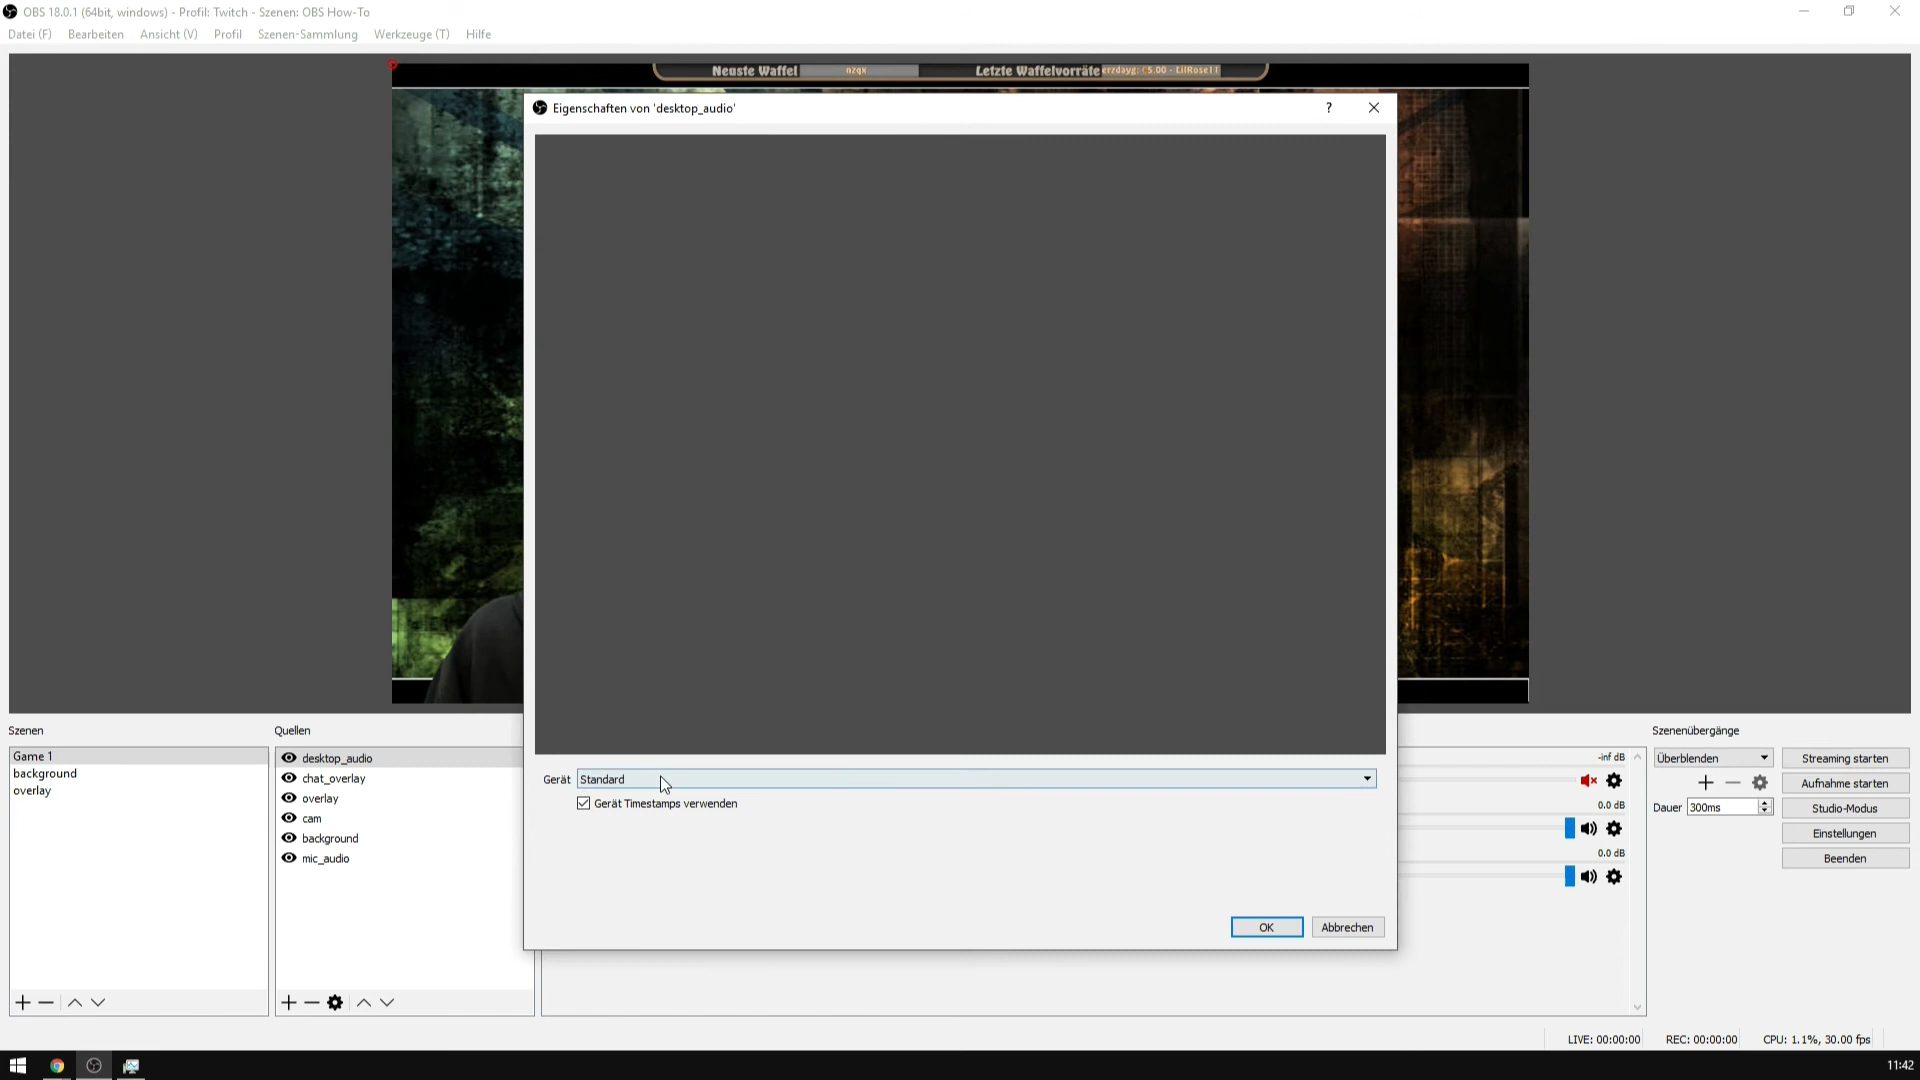 OBS 18.0.1 (64bit, windows) - Profil: Twitch - Szenen: OBS How-To
Datei (F) Bearbeiten Ansicht (V) Profil Szenen-Sammlung Werkzeuge (T) Hilfe
Neuste Waffel nzqx Letzte Waffelvorräte
Eigenschaften von 'desktop_audio' ?
Gerät Standard
Gerät Timestamps verwenden
OK Abbrechen
Szenen
Game 1
background
overlay
Quellen
desktop_audio
chat_overlay
overlay
cam
background
mic_audio
-inf dB
0.0 dB
0.0 dB
Szenenübergänge
Überblenden
Dauer 300ms
Streaming starten
Aufnahme starten
Studio-Modus
Einstellungen
Beenden
LIVE: 00:00:00 REC: 00:00:00 CPU: 1.1%, 30.00 fps
11:42